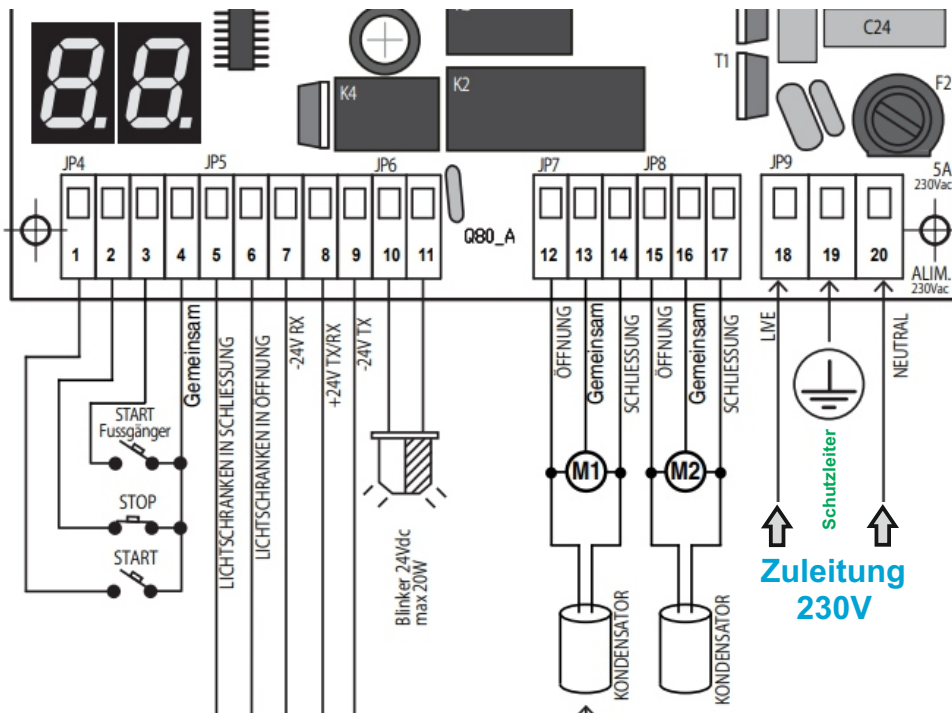 C24
T1
F2
K4
K2
JP4
JP5
JP6
JP7
JP8
JP9
5A
230Vac
Q80_A
1
2
3
4
5
6
7
8
9
10
11
12
13
14
15
16
17
18
19
20
ALIM.
230Vac
Gemeinsam
LICHTSCHRANKEN IN SCHLIESSUNG
LICHTSCHRANKEN IN ÖFFNUNG
-24V RX
+24V TX/RX
-24V TX
ÖFFNUNG
Gemeinsam
SCHLIESSUNG
ÖFFNUNG
Gemeinsam
SCHLIESSUNG
LIVE
NEUTRAL
START
Fussgänger
STOP
START
Blinker 24Vdc
max 20W
M1
M2
KONDENSATOR
KONDENSATOR
Schutzleiter
Zuleitung
230V